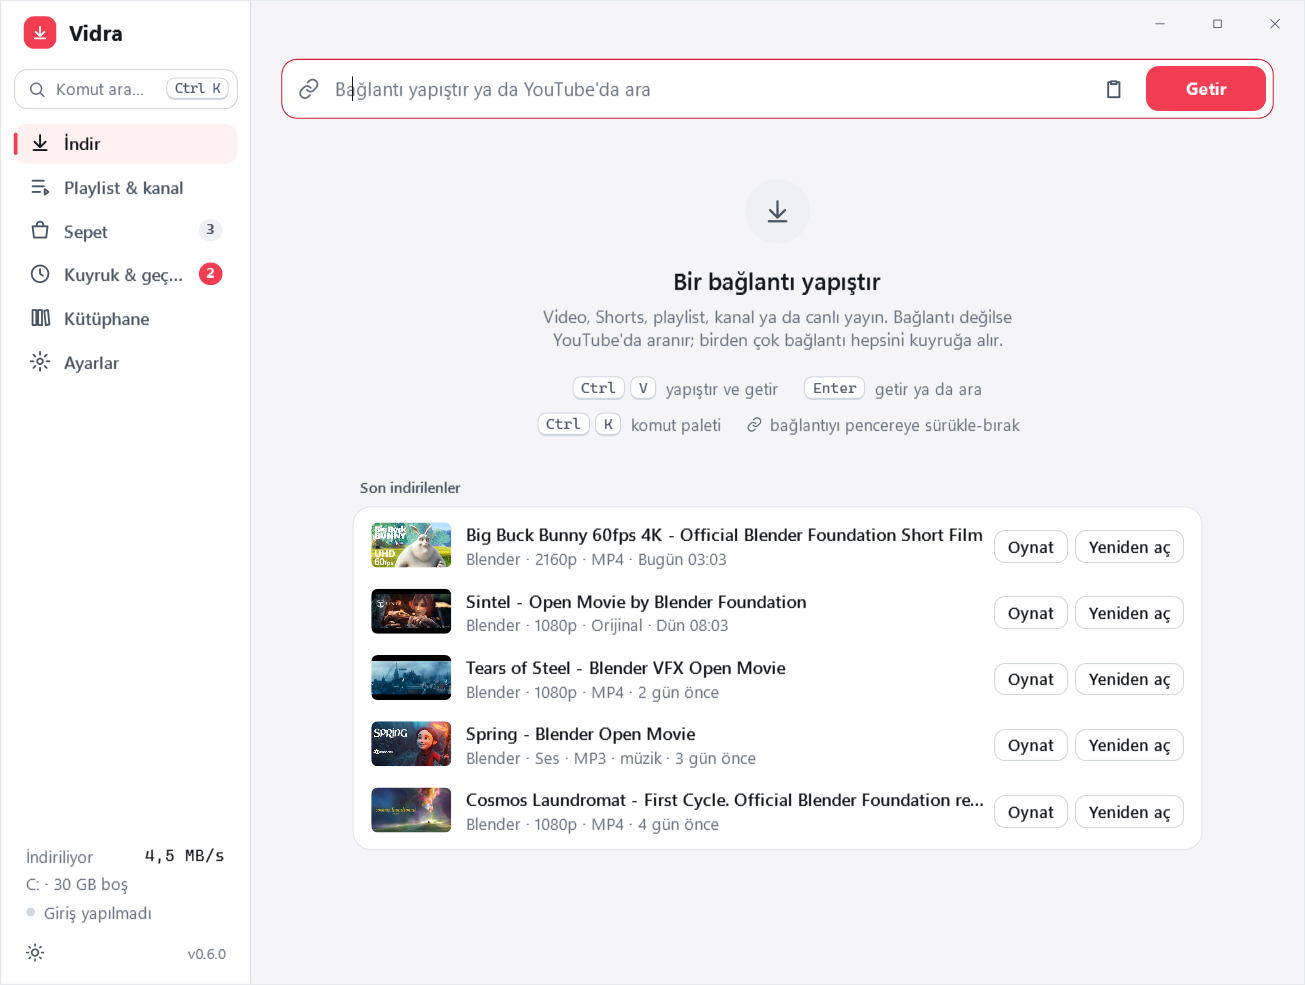 Vidra
Komut ara...
Ctrl K
İndir
Playlist & kanal
Sepet
3
Kuyruk & geç...
2
Kütüphane
Ayarlar
İndiriliyor
4,5 MB/s
C: · 30 GB boş
Giriş yapılmadı
v0.6.0
Bağlantı yapıştır ya da YouTube'da ara
Getir
Bir bağlantı yapıştır
Video, Shorts, playlist, kanal ya da canlı yayın. Bağlantı değilse
YouTube'da aranır; birden çok bağlantı hepsini kuyruğa alır.
Ctrl V yapıştır ve getir Enter getir ya da ara
Ctrl K komut paleti bağlantıyı pencereye sürükle-bırak
Son indirilenler
Big Buck BUNNY
UHD
60fps
Big Buck Bunny 60fps 4K - Official Blender Foundation Short Film
Blender · 2160p · MP4 · Bugün 03:03
Oynat
Yeniden aç
Sintel - Open Movie by Blender Foundation
Blender · 1080p · Orijinal · Dün 08:03
Oynat
Yeniden aç
Tears of Steel - Blender VFX Open Movie
Blender · 1080p · MP4 · 2 gün önce
Oynat
Yeniden aç
SPRING
Spring - Blender Open Movie
Blender · Ses · MP3 · müzik · 3 gün önce
Oynat
Yeniden aç
Cosmos Laundromat - First Cycle. Official Blender Foundation re...
Blender · 1080p · MP4 · 4 gün önce
Oynat
Yeniden aç